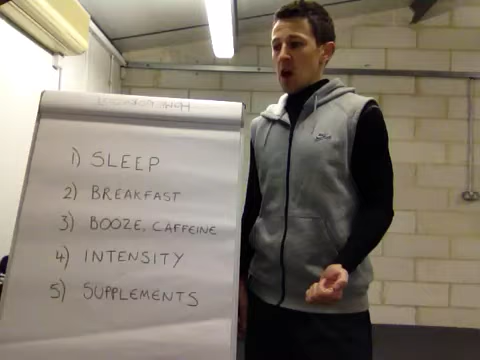 1) SLEEP
2) BREAKFAST
3) BOOZE, CAFFEINE
4) INTENSITY
5) SUPPLEMENTS